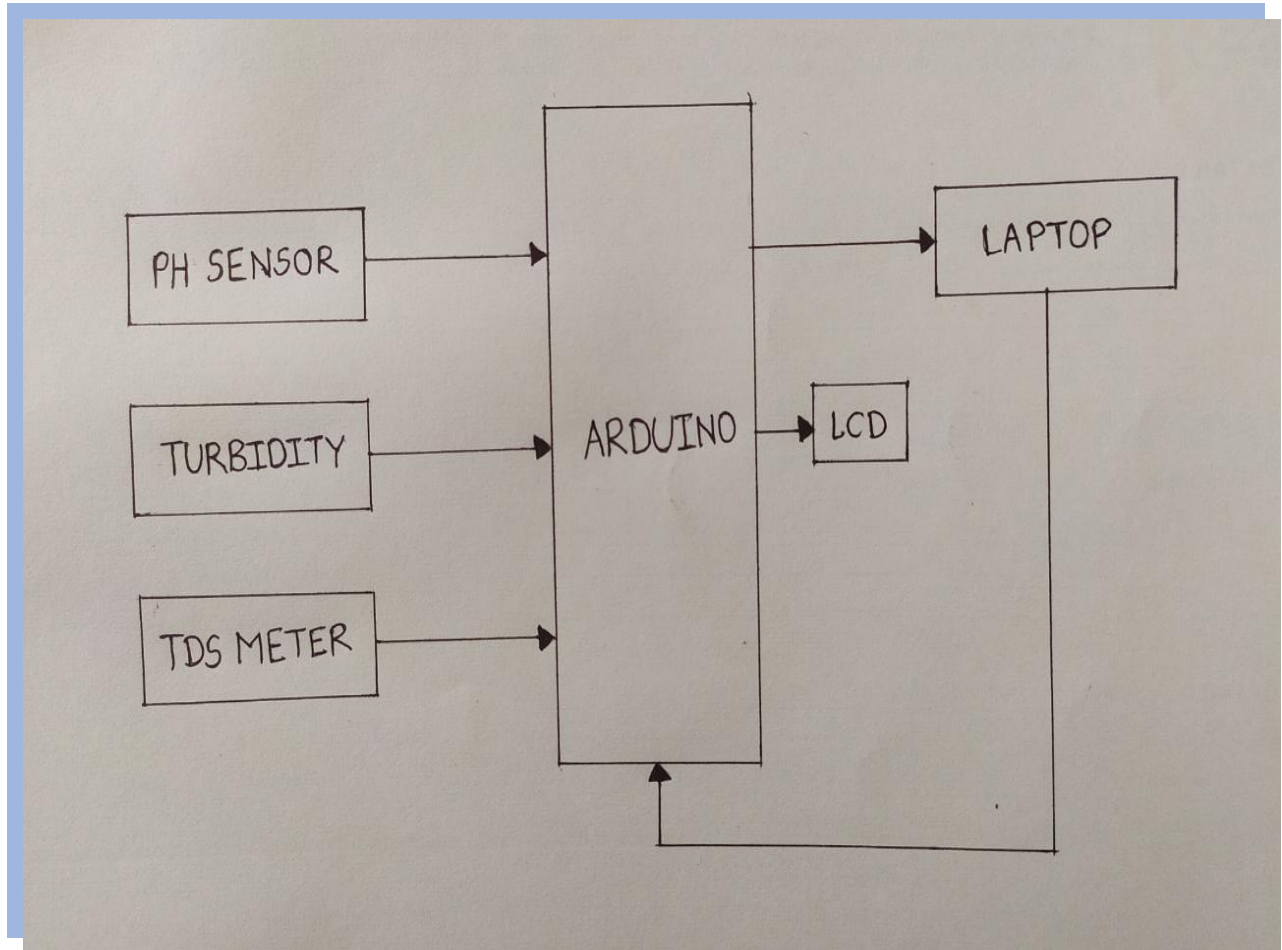 PH SENSOR
TURBIDITY
TDS METER
ARDUINO
LAPTOP
LCD